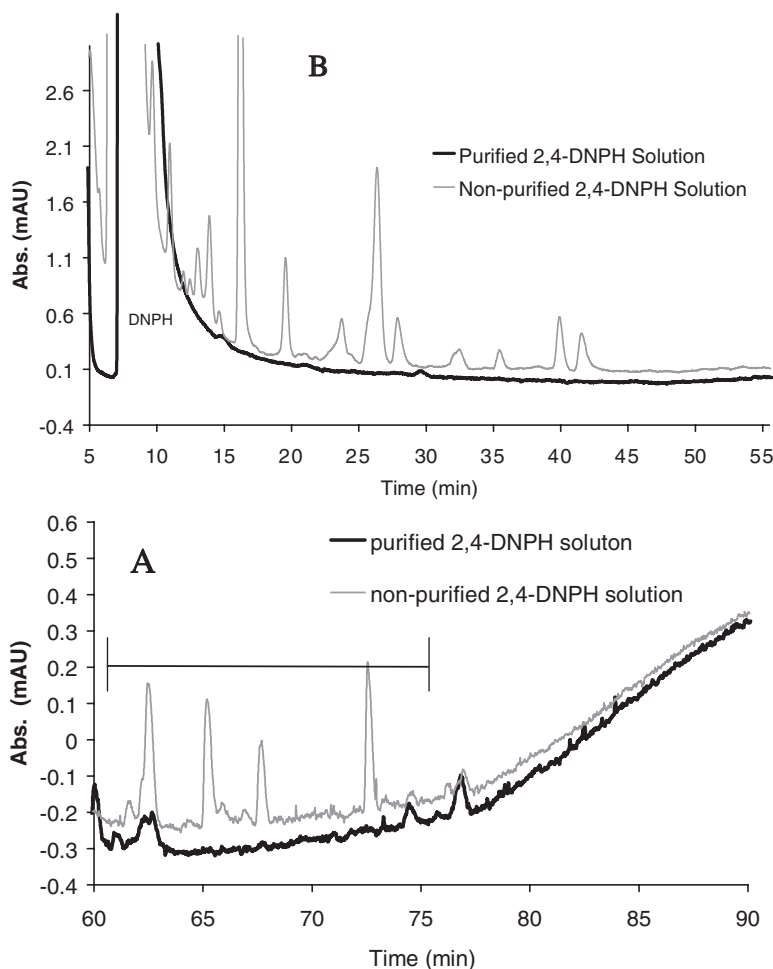 B
2.6
2.1
1.6
1.1
0.6
0.1
-0.4
Abs. (mAU)
Purified 2,4-DNPH Solution
Non-purified 2,4-DNPH Solution
DNPH
5 10 15 20 25 30 35 40 45 50 55
Time (min)
A
0.6
0.5
0.4
0.3
0.2
0.1
0
-0.1
-0.2
-0.3
-0.4
Abs. (mAU)
purified 2,4-DNPH soluton
non-purified 2,4-DNPH solution
60 65 70 75 80 85 90
Time (min)